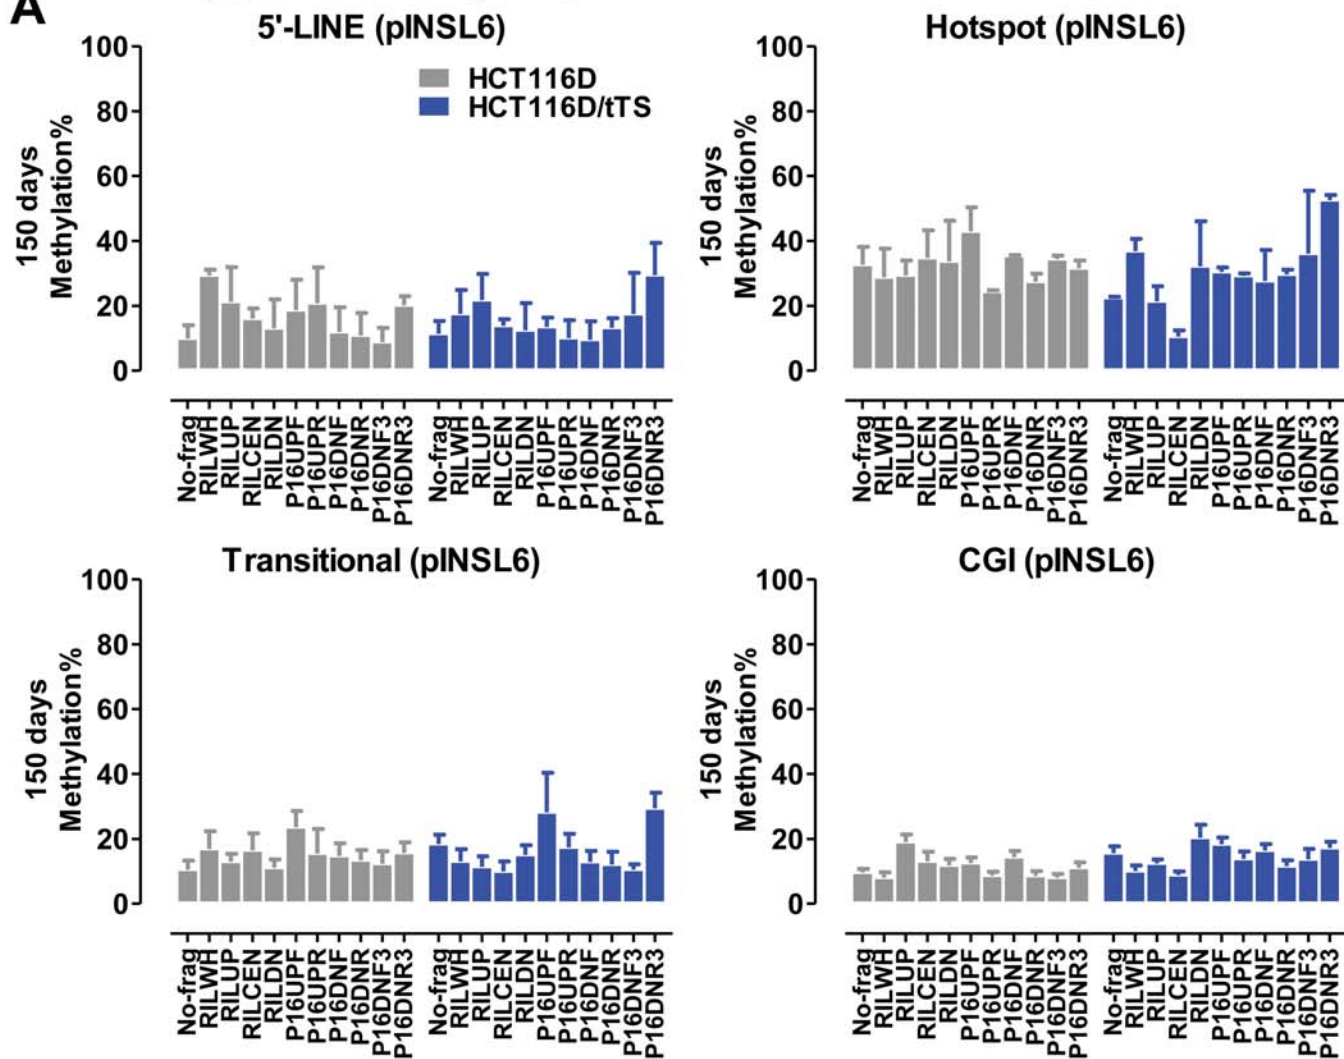 A
5'-LINE (pINSL6)
HCT116D
HCT116D/tTS
150 days
Methylation%
100
80
60
40
20
0
No-frag
RILWH
RILUP
RILCEN
RILDN
P16UPF
P16UPR
P16DNF
P16DNR
P16DNF3
P16DNR3
No-frag
RILWH
RILUP
RILCEN
RILDN
P16UPF
P16UPR
P16DNF
P16DNR
P16DNF3
P16DNR3
Hotspot (pINSL6)
150 days
Methylation%
100
80
60
40
20
0
No-frag
RILWH
RILUP
RILCEN
RILDN
P16UPF
P16UPR
P16DNF
P16DNR
P16DNF3
P16DNR3
No-frag
RILWH
RILUP
RILCEN
RILDN
P16UPF
P16UPR
P16DNF
P16DNR
P16DNF3
P16DNR3
Transitional (pINSL6)
150 days
Methylation%
100
80
60
40
20
0
No-frag
RILWH
RILUP
RILCEN
RILDN
P16UPF
P16UPR
P16DNF
P16DNR
P16DNF3
P16DNR3
No-frag
RILWH
RILUP
RILCEN
RILDN
P16UPF
P16UPR
P16DNF
P16DNR
P16DNF3
P16DNR3
CGI (pINSL6)
150 days
Methylation%
100
80
60
40
20
0
No-frag
RILWH
RILUP
RILCEN
RILDN
P16UPF
P16UPR
P16DNF
P16DNR
P16DNF3
P16DNR3
No-frag
RILWH
RILUP
RILCEN
RILDN
P16UPF
P16UPR
P16DNF
P16DNR
P16DNF3
P16DNR3